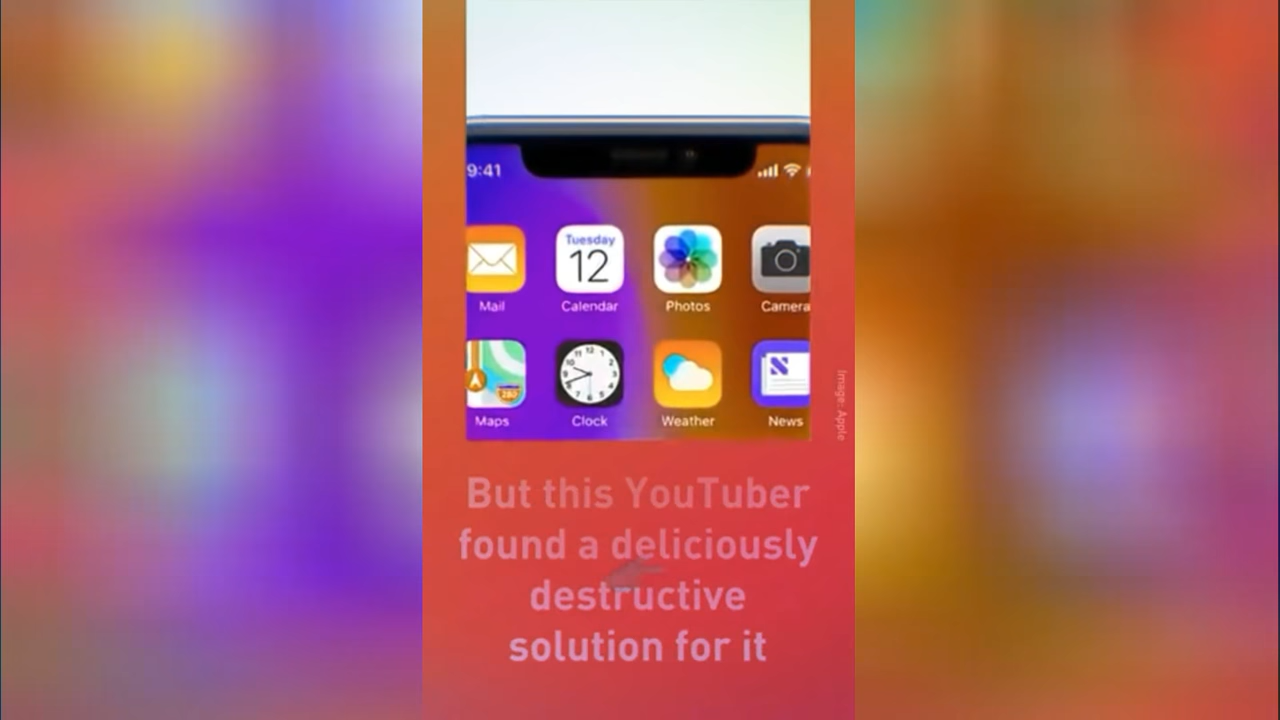 9:41
Tuesday
12
Mail
Calendar
Photos
Camera
12
280
N
Maps
Clock
Weather
News
Image: Apple
But this YouTuber
found a deliciously
destructive
solution for it